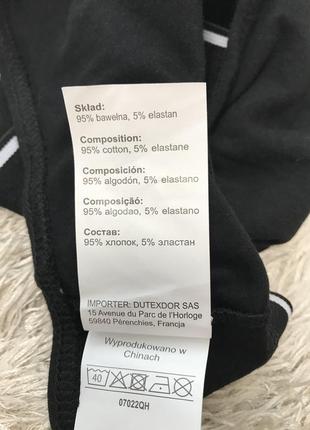 Skład:
95% bawełna, 5% elastan
Composition:
95% cotton, 5% elastane
Composición:
95% algodón, 5% elastano
Composição:
95% algodao, 5% elastano
Состав:
95% хлопок, 5% эластан
IMPORTER: DUTEXDOR SAS
15 Avenue du Parc de l'Horloge
59840 Pérenchies, Francja
Wyprodukowano w
Chinach
40
07022QH